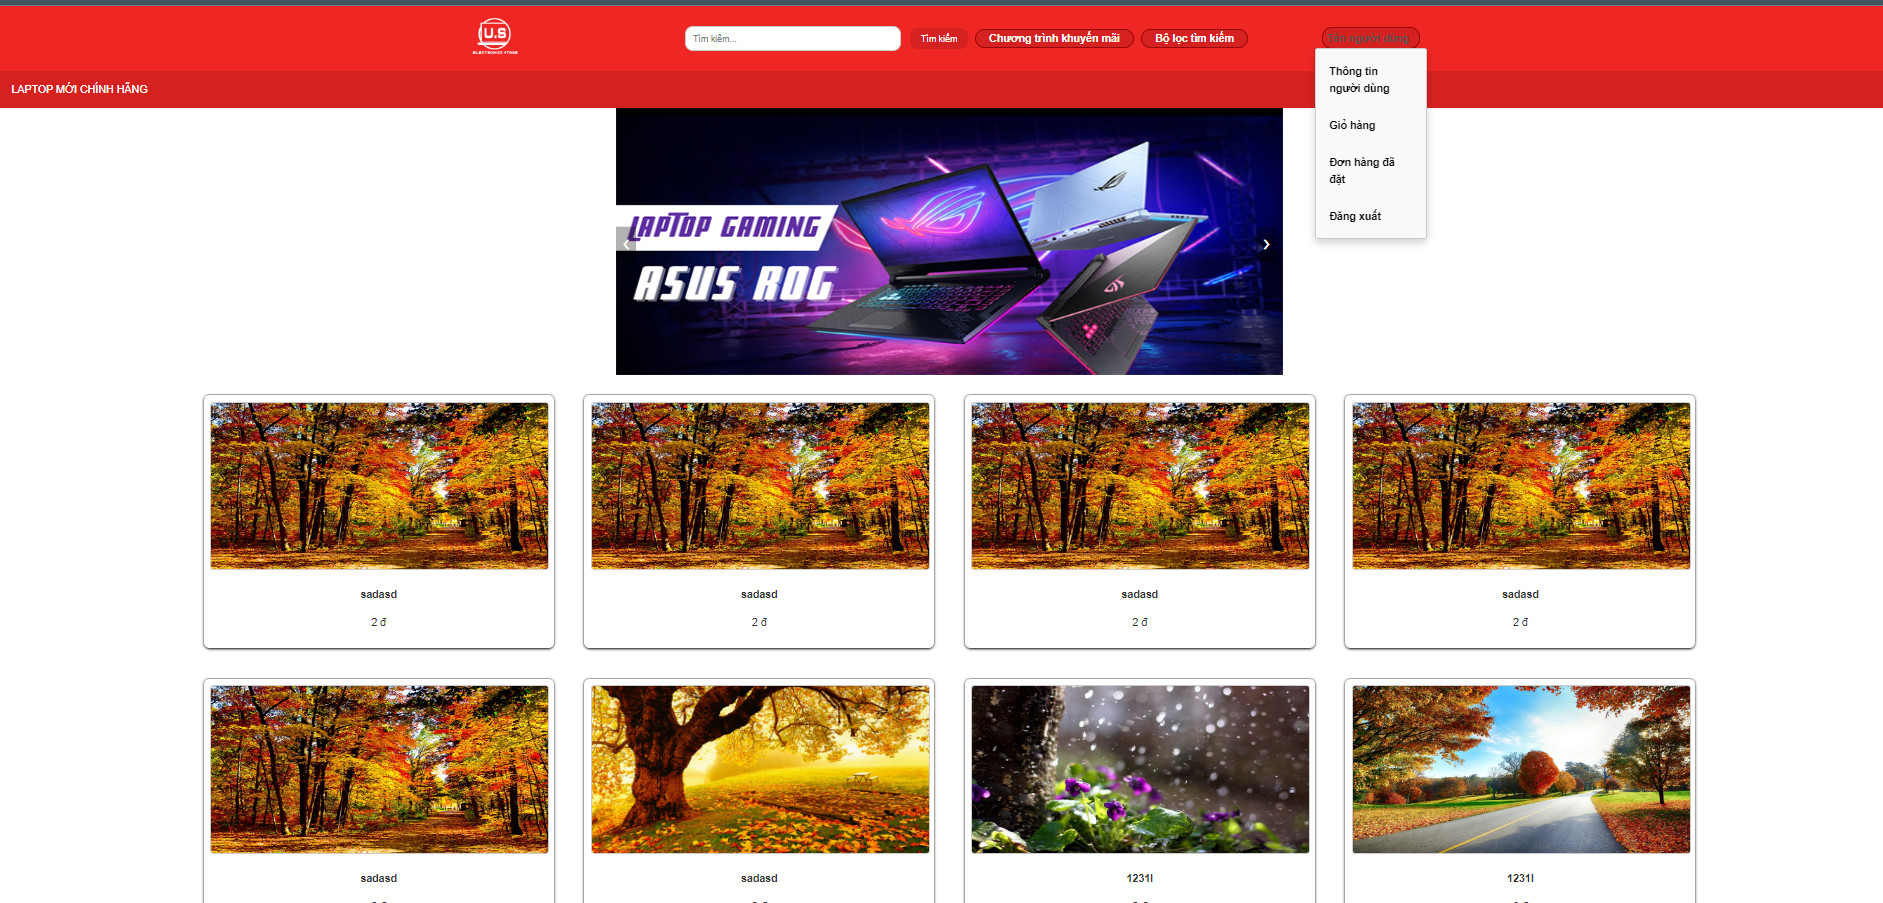 U.S
ELECTRONICS STORE
Tìm kiếm...
Tìm kiếm
Chương trình khuyến mãi
Bộ lọc tìm kiếm
Tên người dùng
Thông tin
người dùng
Giỏ hàng
Đơn hàng đã
đặt
Đăng xuất
LAPTOP MỚI CHÍNH HÃNG
LAPTOP GAMING
ASUS ROG
sadasd
2 đ
sadasd
2 đ
sadasd
2 đ
sadasd
2 đ
sadasd
sadasd
1231l
1231l